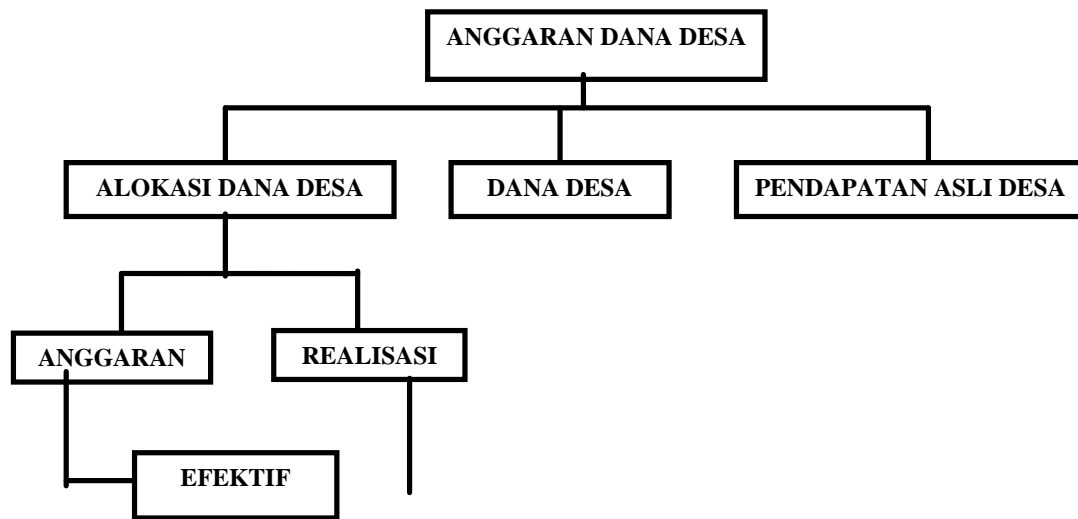 ANGGARAN DANA DESA
ALOKASI DANA DESA
DANA DESA
PENDAPATAN ASLI DESA
ANGGARAN
REALISASI
EFEKTIF